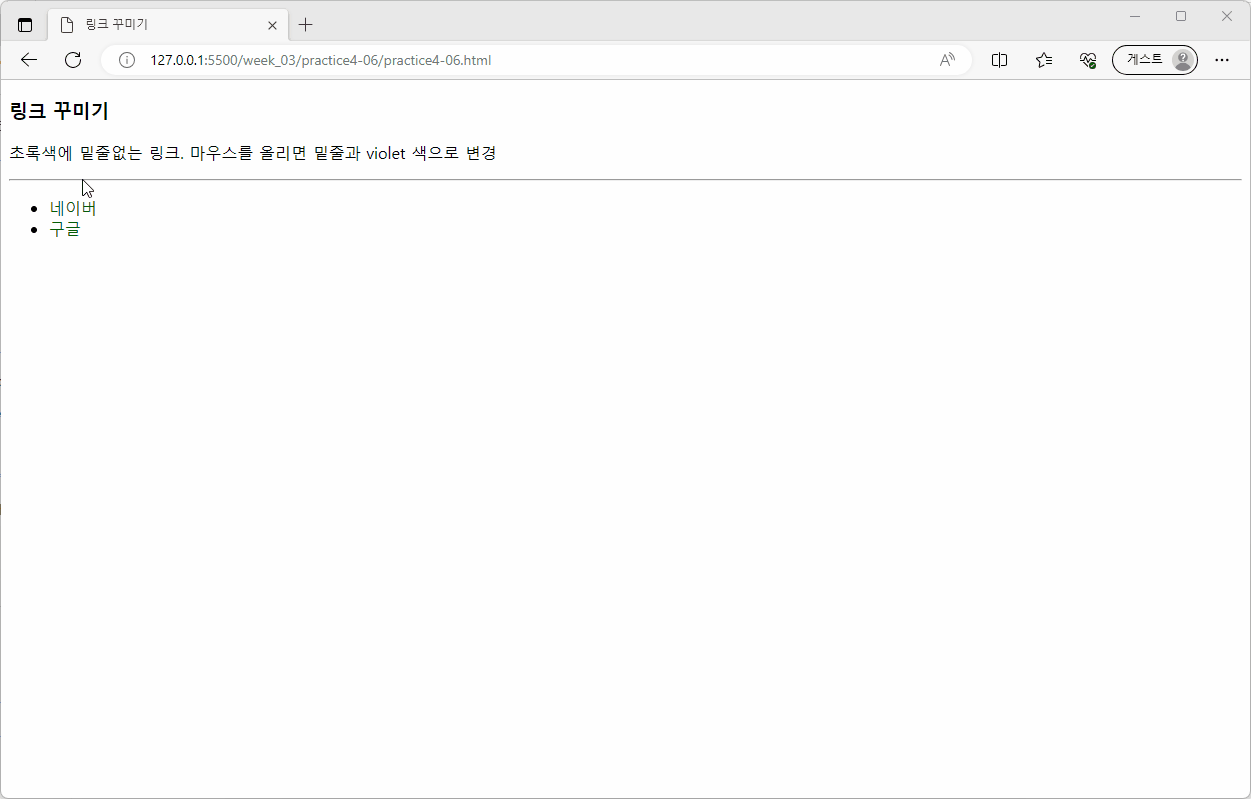 링크 꾸미기
127.0.0.1:5500/week_03/practice4-06/practice4-06.html
게스트
링크 꾸미기
초록색에 밑줄없는 링크. 마우스를 올리면 밑줄과 violet 색으로 변경
네이버
구글